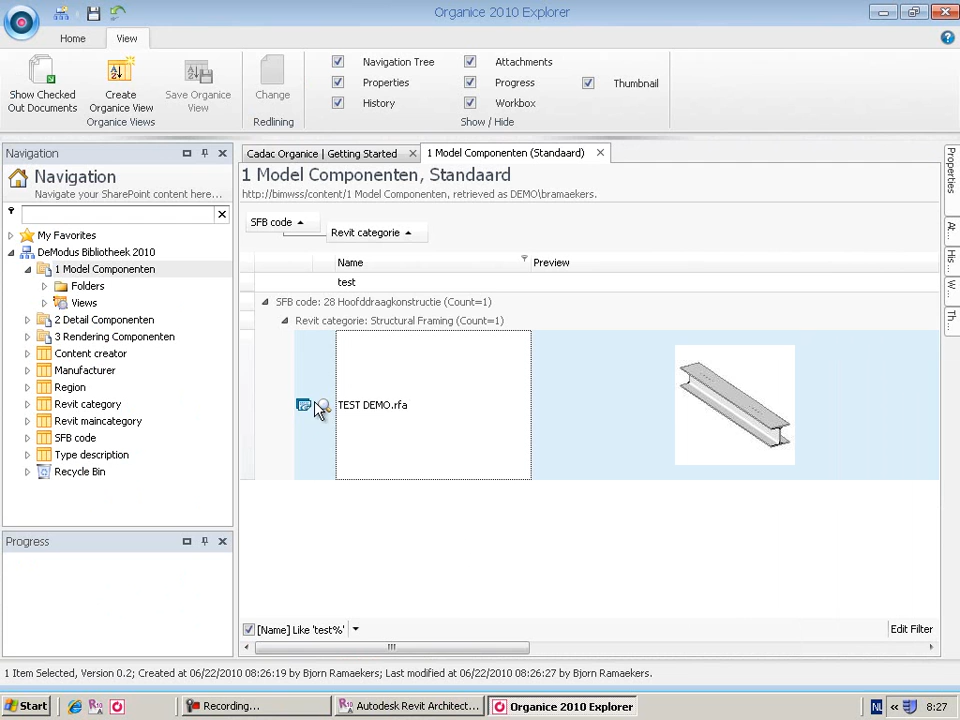 Organice 2010 Explorer
Home
View
Show Checked
Out Documents
Create
Organice View
Save Organice
View
Organice Views
Change
Redlining
Navigation Tree
Properties
History
Attachments
Progress
Workbox
Thumbnail
Show / Hide
Navigation
Navigation
Navigate your SharePoint content here...
My Favorites
DeModus Bibliotheek 2010
1 Model Componenten
Folders
Views
2 Detail Componenten
3 Rendering Componenten
Content creator
Manufacturer
Region
Revit category
Revit maincategory
SFB code
Type description
Recycle Bin
Progress
Cadac Organice | Getting Started
1 Model Componenten (Standaard)
1 Model Componenten, Standaard
http://bimwss/content/1 Model Componenten, retrieved as DEMO\bramaekers.
SFB code
Revit categorie
Name
Preview
test
SFB code: 28 Hoofddraagkonstructie (Count=1)
Revit categorie: Structural Framing (Count=1)
TEST DEMO.rfa
[Name] Like 'test%'
Edit Filter
Properties
At...
His...
W...
Th...
1 Item Selected, Version 0.2; Created at 06/22/2010 08:26:19 by Bjorn Ramaekers; Last modified at 06/22/2010 08:26:27 by Bjorn Ramaekers.
Start
Recording...
Autodesk Revit Architect...
Organice 2010 Explorer
NL
8:27